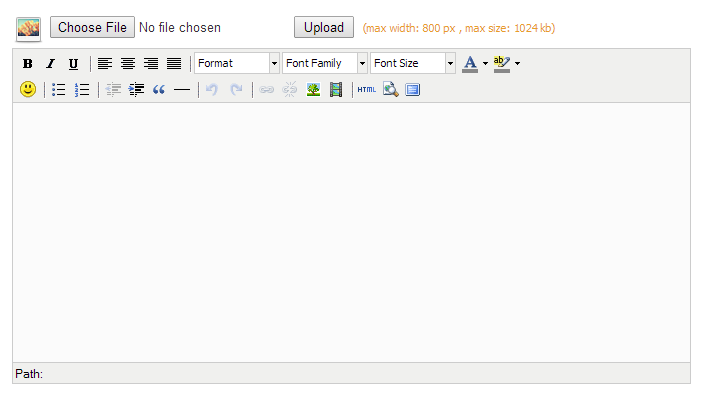 Choose File No file chosen Upload (max width: 800 px , max size: 1024 kb)
B I U Format Font Family Font Size A ab
HTML
Path: